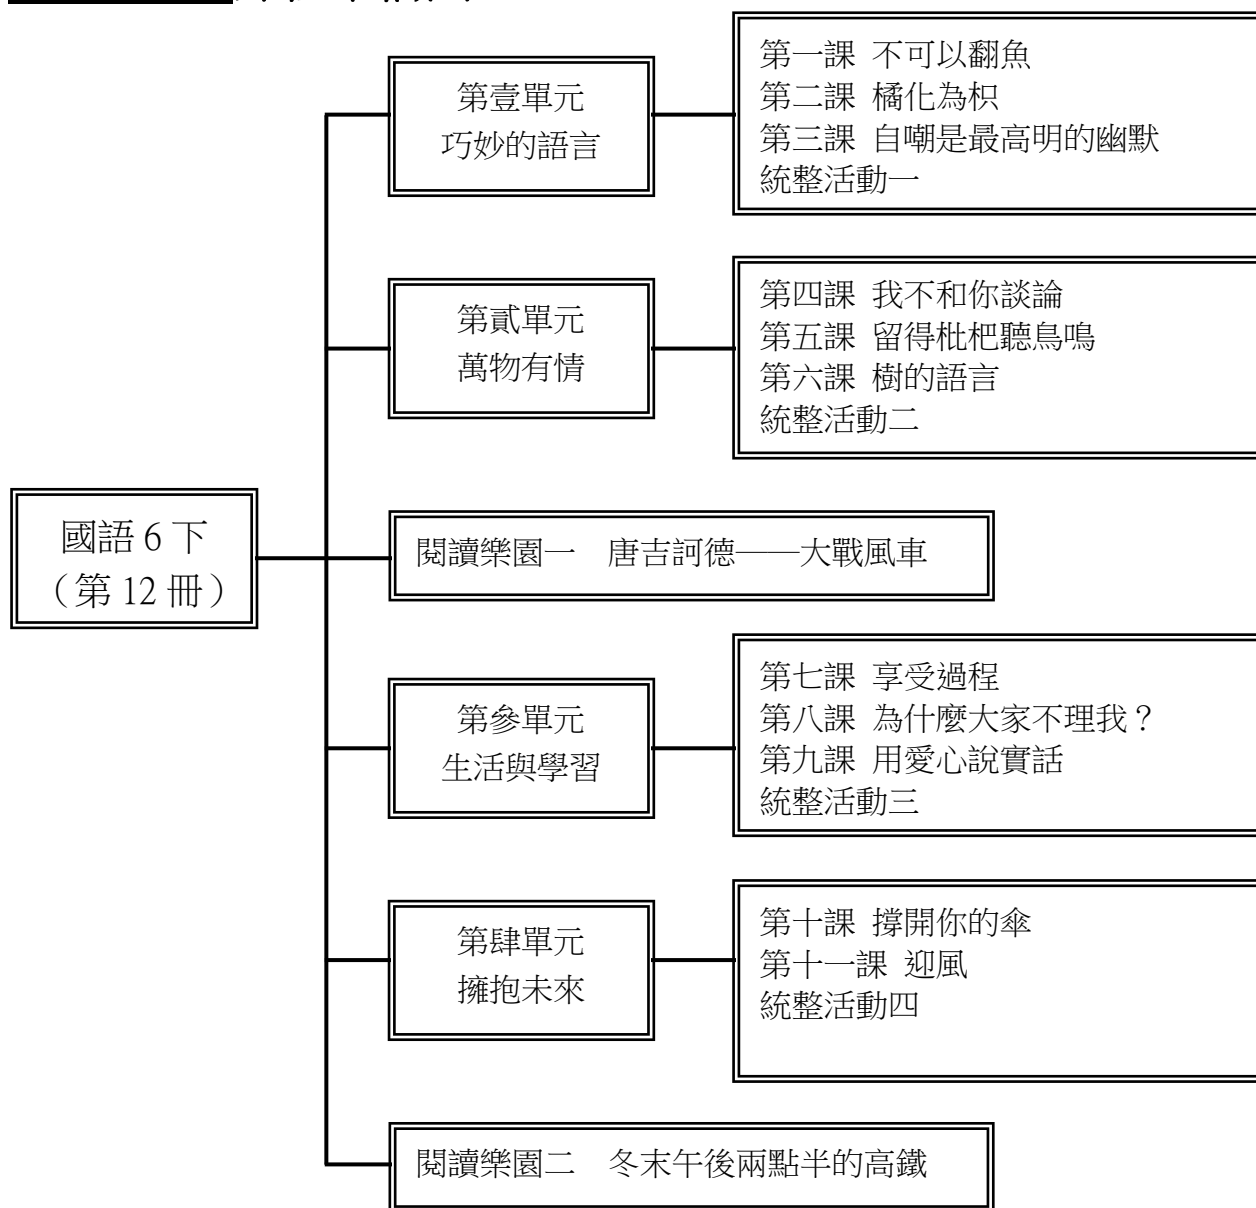 國語 6 下
（第 12 冊）
第壹單元
巧妙的語言
第一課 不可以翻魚
第二課 橘化為枳
第三課 自嘲是最高明的幽默
統整活動一
第貳單元
萬物有情
第四課 我不和你談論
第五課 留得枇杷聽鳥鳴
第六課 樹的語言
統整活動二
閱讀樂園一　唐吉訶德——大戰風車
第參單元
生活與學習
第七課 享受過程
第八課 為什麼大家不理我？
第九課 用愛心說實話
統整活動三
第肆單元
擁抱未來
第十課 撐開你的傘
第十一課 迎風
統整活動四
閱讀樂園二　冬末午後兩點半的高鐵